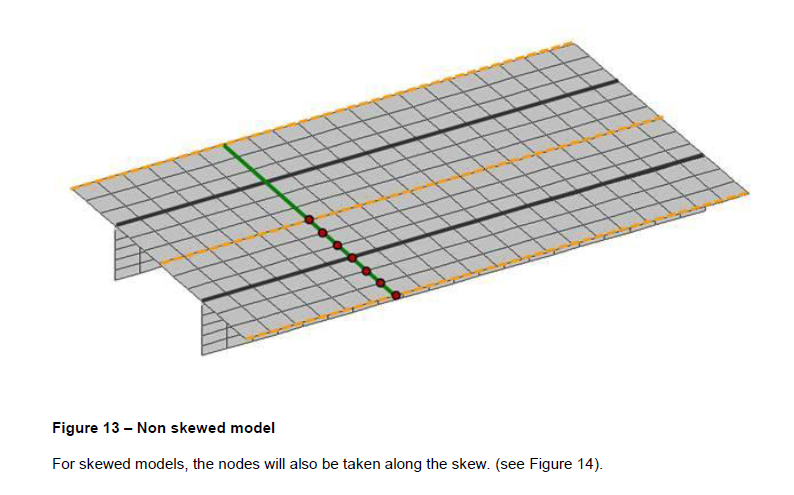 Figure 13 – Non skewed model
For skewed models, the nodes will also be taken along the skew. (see Figure 14).